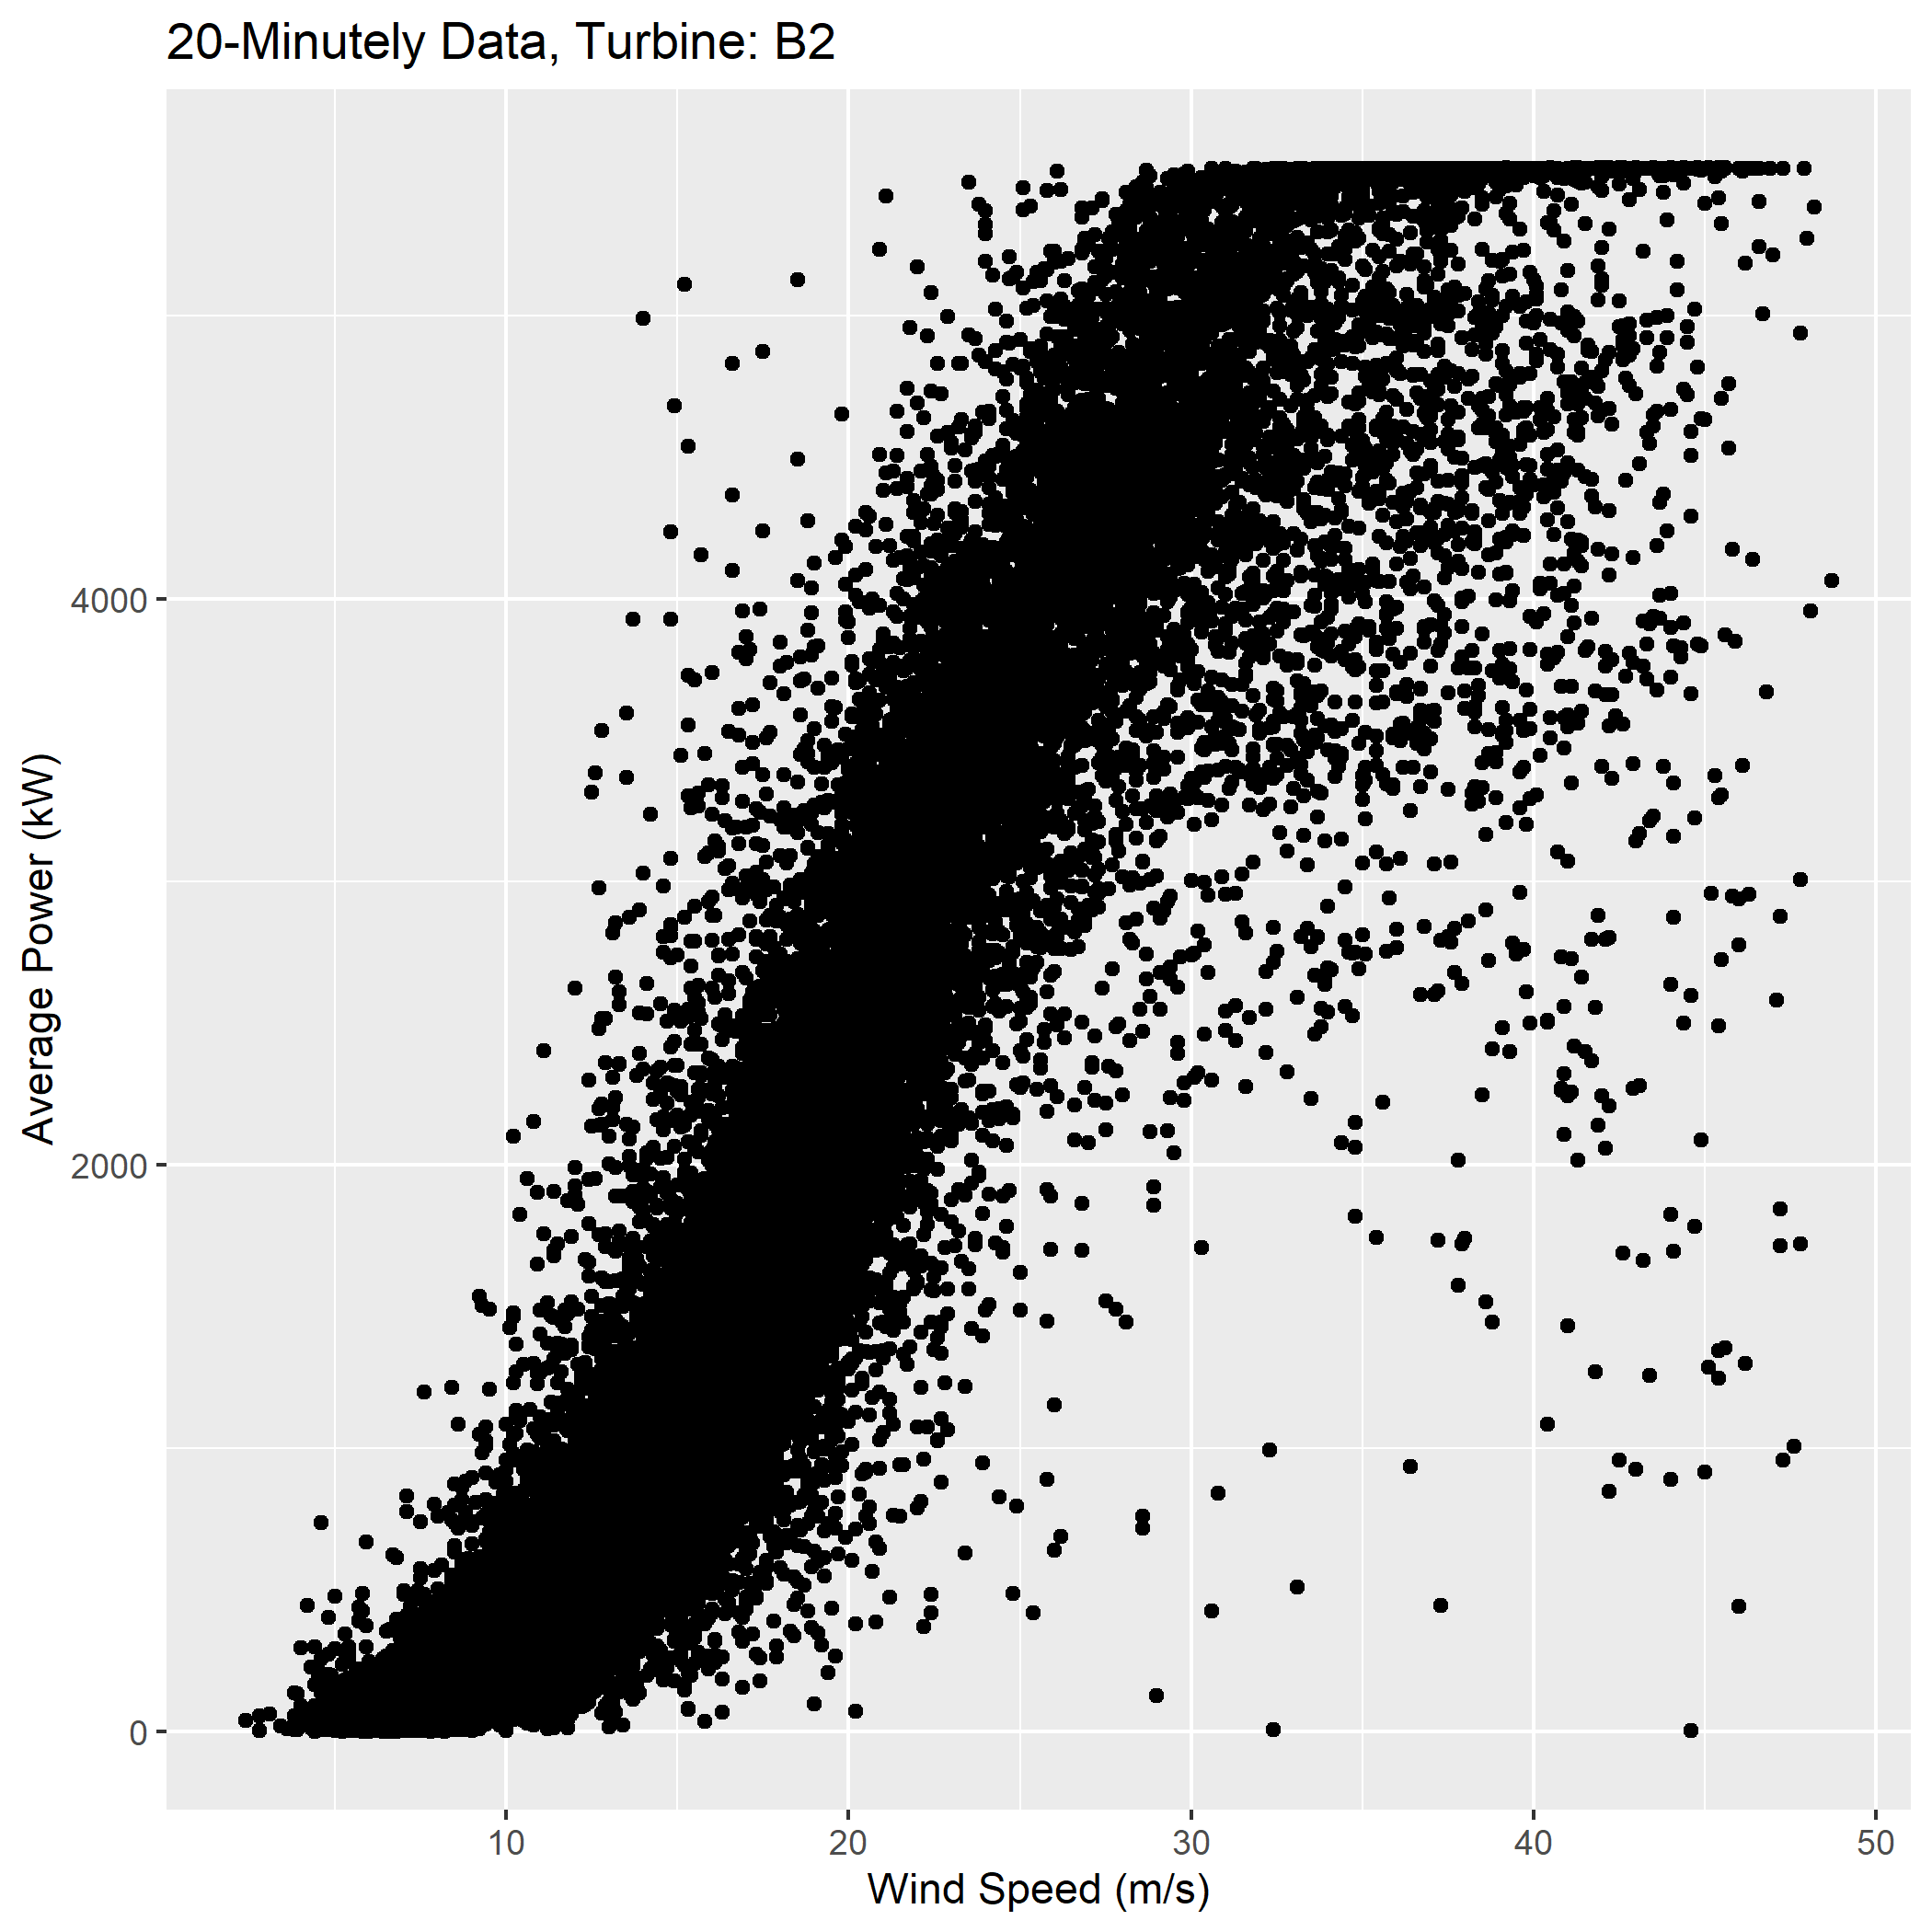 20-Minutely Data, Turbine: B2
Average Power (kW)
4000
2000
0
10 20 30 40 50
Wind Speed (m/s)